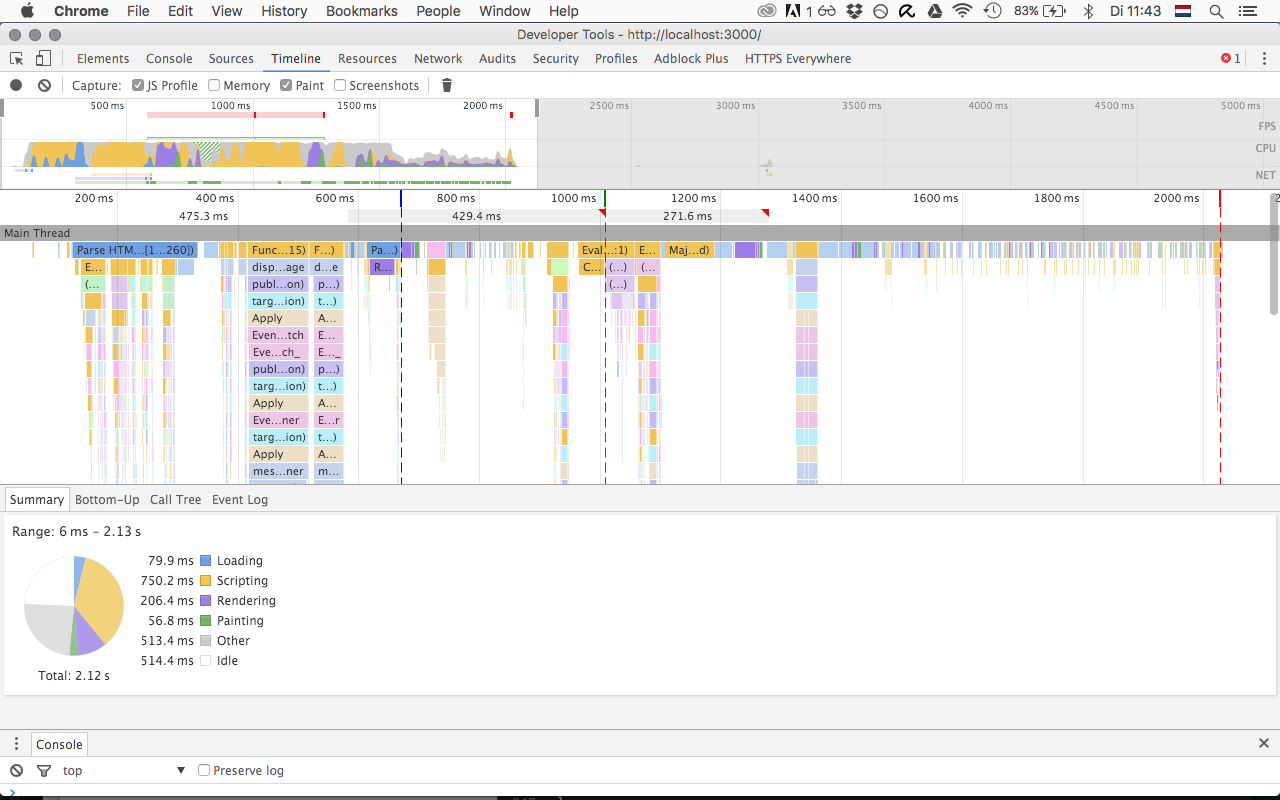 Chrome File Edit View History Bookmarks People Window Help 1 83% Di 11:43
Developer Tools - http://localhost:3000/
Elements Console Sources Timeline Resources Network Audits Security Profiles Adblock Plus HTTPS Everywhere 1
Capture: JS Profile Memory Paint Screenshots
500 ms 1000 ms 1500 ms 2000 ms 2500 ms 3000 ms 3500 ms 4000 ms 4500 ms 5000 ms
FPS
CPU
NET
200 ms 400 ms 600 ms 800 ms 1000 ms 1200 ms 1400 ms 1600 ms 1800 ms 2000 ms 2
475.3 ms 429.4 ms 271.6 ms
Main Thread
Parse HTM...[1...260]) Func...15) F...) Pa...) Eval...:1) E... Maj...d)
E... disp...age d...e R... C... (...) (...
(... publ...on) p...) (...)
targ...ion) t...)
Apply A...
Even...tch E...
Eve...ch_ E..._
publ...on) p...)
targ...ion) t...)
Apply A...
Eve...ner E...r
targ...ion) t...)
Apply A...
mes...ner m...
Summary Bottom-Up Call Tree Event Log
Range: 6 ms – 2.13 s
79.9 ms Loading
750.2 ms Scripting
206.4 ms Rendering
56.8 ms Painting
513.4 ms Other
514.4 ms Idle
Total: 2.12 s
Console
top Preserve log